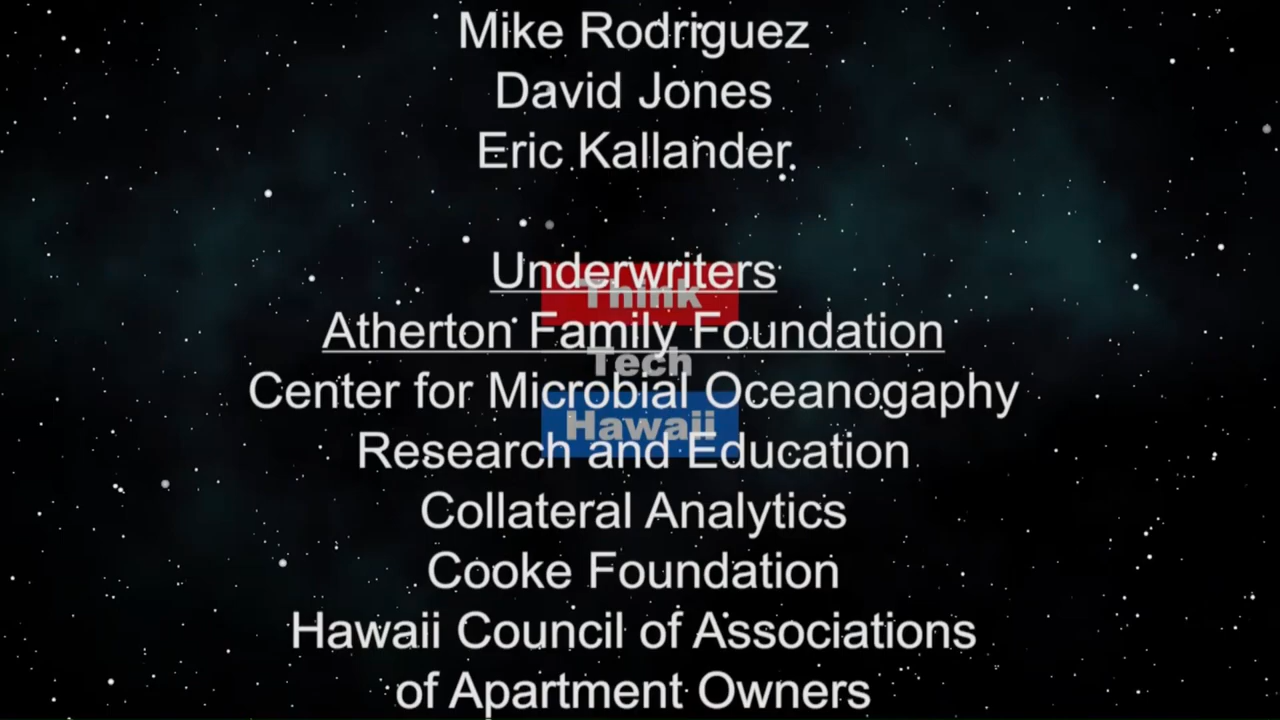 Mike Rodriguez
David Jones
Eric Kallander
Underwriters
Think
Atherton Family Foundation
Tech
Center for Microbial Oceanogaphy
Hawaii
Research and Education
Collateral Analytics
Cooke Foundation
Hawaii Council of Associations
of Apartment Owners